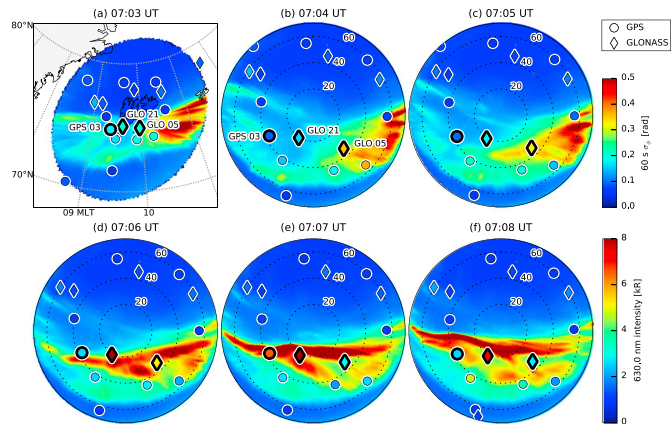 (a) 07:03 UT
80°N
70°N
GLO 21
GPS 03
GLO 05
09 MLT
10
(b) 07:04 UT
60
40
20
GPS 03
GLO 21
GLO 05
(c) 07:05 UT
60
40
20
GPS
GLONASS
0.5
0.4
0.3
0.2
0.1
0.0
60 s σ
[rad]
(d) 07:06 UT
60
40
20
(e) 07:07 UT
60
40
20
(f) 07:08 UT
60
40
20
8
6
4
2
0
630.0 nm intensity [kR]